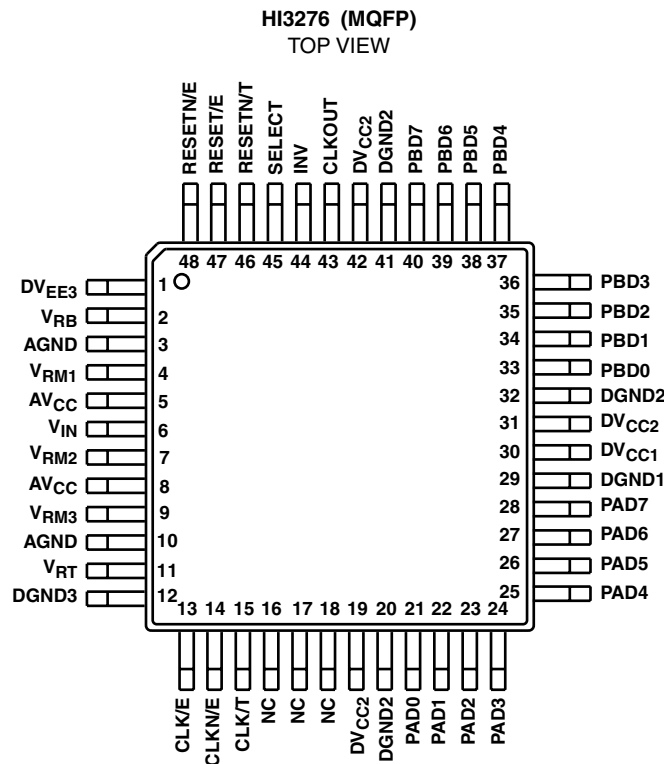 HI3276 (MQFP)
TOP VIEW
RESETN/E
RESET/E
RESETN/T
SELECT
INV
CLKOUT
DVCC2
DGND2
PBD7
PBD6
PBD5
PBD4
48 47 46 45 44 43 42 41 40 39 38 37
DVEE3 1
VRB 2
AGND 3
VRM1 4
AVCC 5
VIN 6
VRM2 7
AVCC 8
VRM3 9
AGND 10
VRT 11
DGND3 12
36 PBD3
35 PBD2
34 PBD1
33 PBD0
32 DGND2
31 DVCC2
30 DVCC1
29 DGND1
28 PAD7
27 PAD6
26 PAD5
25 PAD4
13 14 15 16 17 18 19 20 21 22 23 24
CLK/E
CLKN/E
CLK/T
NC
NC
NC
DVCC2
DGND2
PAD0
PAD1
PAD2
PAD3